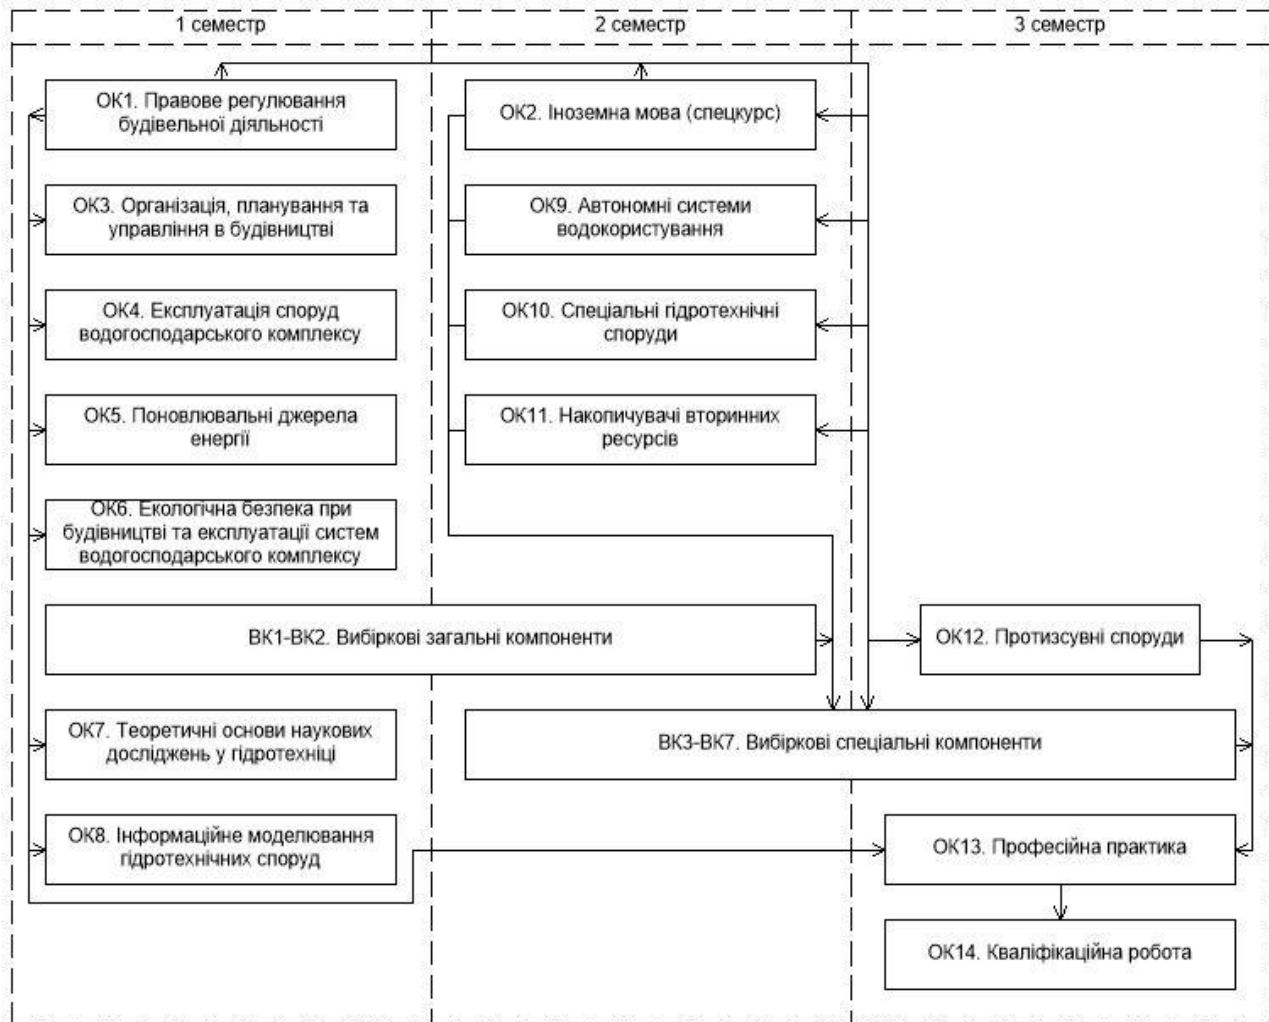 1 семестр
2 семестр
3 семестр
ОК1. Правове регулювання
будівельної діяльності
ОК2. Іноземна мова (спецкурс)
ОК3. Організація, планування та
управління в будівництві
ОК9. Автономні системи
водокористування
ОК4. Експлуатація споруд
водогосподарського комплексу
ОК10. Спеціальні гідротехнічні
споруди
ОК5. Поновлювальні джерела
енергії
ОК11. Накопичувачі вторинних
ресурсів
ОК6. Екологічна безпека при
будівництві та експлуатації систем
водогосподарського комплексу
ВК1-ВК2. Вибіркові загальні компоненти
ОК12. Протизсувні споруди
ОК7. Теоретичні основи наукових
досліджень у гідротехніці
ВК3-ВК7. Вибіркові спеціальні компоненти
ОК8. Інформаційне моделювання
гідротехнічних споруд
ОК13. Професійна практика
ОК14. Кваліфікаційна робота